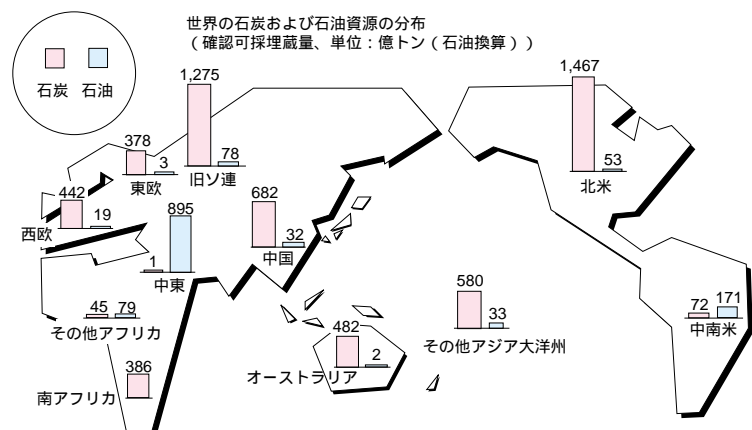 世界の石炭および石油資源の分布
(確認可採埋蔵量、単位：億トン(石油換算))
石炭 石油
1,275
78
旧ソ連
1,467
53
北米
378
3
東欧
442
19
西欧
895
1
中東
682
32
中国
45 79
その他アフリカ
386
南アフリカ
482
2
オーストラリア
580
33
その他アジア大洋州
72 171
中南米